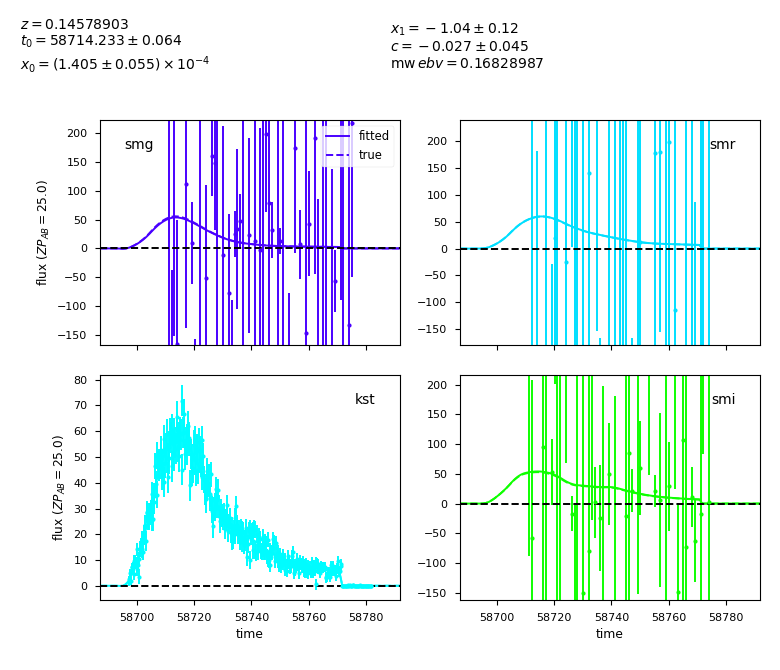 z = 0.14578903
t₀ = 58714.233 ± 0.064
x₀ = (1.405 ± 0.055) × 10⁻⁴
x₁ = −1.04 ± 0.12
c = −0.027 ± 0.045
mw ebv = 0.16828987
smg
fitted
true
flux (ZP_AB = 25.0)
200
150
100
50
0
−50
−100
−150
smr
200
150
100
50
0
−50
−100
−150
kst
flux (ZP_AB = 25.0)
80
70
60
50
40
30
20
10
0
58700 58720 58740 58760 58780
time
smi
200
150
100
50
0
−50
−100
−150
58700 58720 58740 58760 58780
time